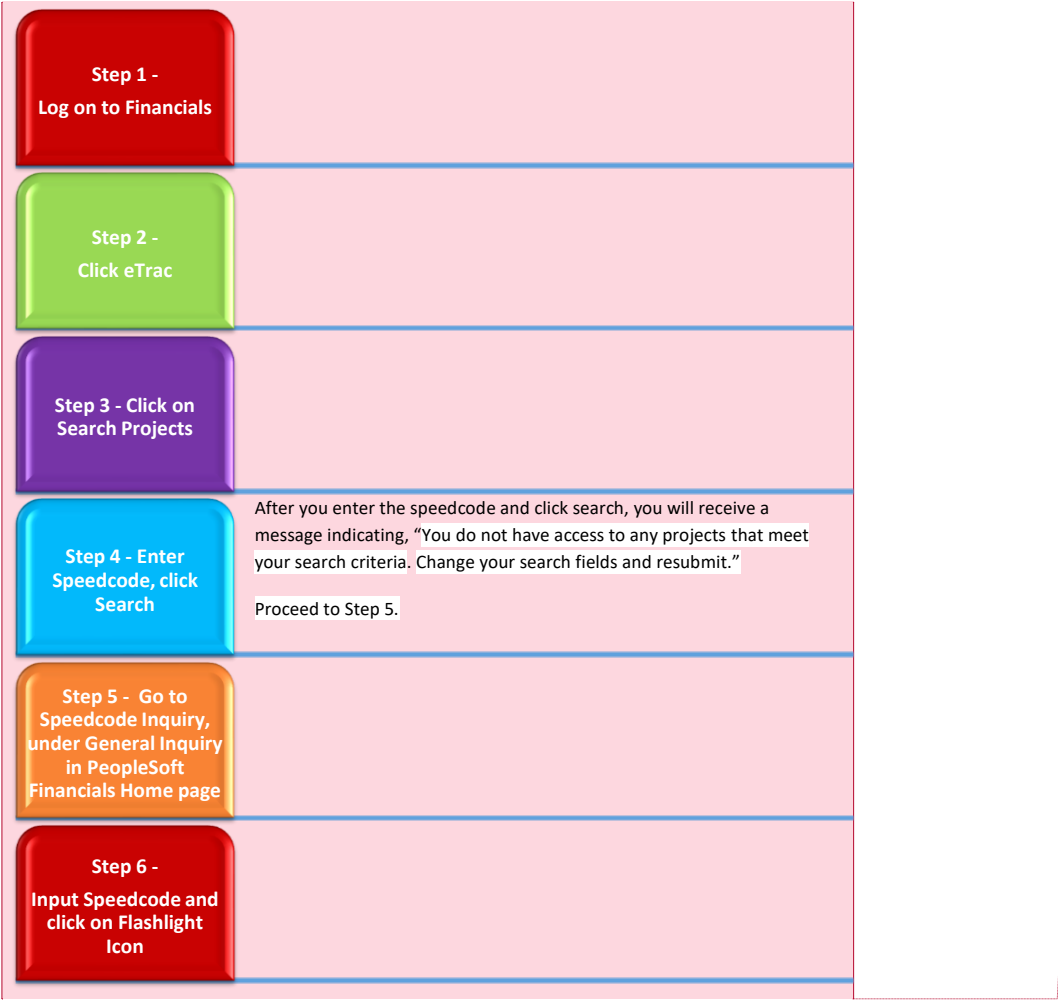 Step 1 -
Log on to Financials
Step 2 -
Click eTrac
Step 3 - Click on
Search Projects
Step 4 - Enter
Speedcode, click
Search
After you enter the speedcode and click search, you will receive a
message indicating, “You do not have access to any projects that meet
your search criteria. Change your search fields and resubmit.”
Proceed to Step 5.
Step 5 - Go to
Speedcode Inquiry,
under General Inquiry
in PeopleSoft
Financials Home page
Step 6 -
Input Speedcode and
click on Flashlight
Icon